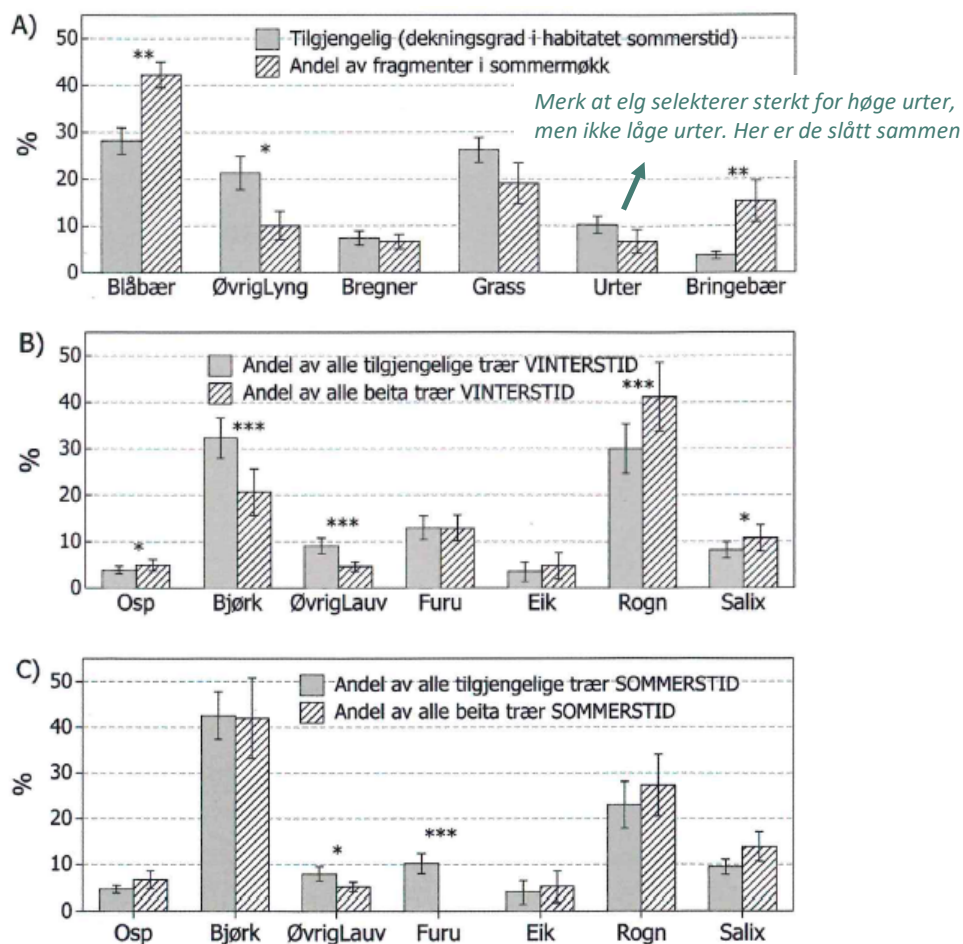 A)
50
40
30
20
10
0
%
Tilgjengelig (dekningsgrad i habitatet sommerstid)
Andel av fragmenter i sommermøkk
Merk at elg selekterer sterkt for høge urter,
men ikke låge urter. Her er de slått sammen
**
*
**
Blåbær ØvrigLyng Bregner Grass Urter Bringebær
B)
50
40
30
20
10
0
%
Andel av alle tilgjengelige trær VINTERSTID
Andel av alle beita trær VINTERSTID
*
***
***
***
*
Osp Bjørk ØvrigLauv Furu Eik Rogn Salix
C)
50
40
30
20
10
0
%
Andel av alle tilgjengelige trær SOMMERSTID
Andel av alle beita trær SOMMERSTID
*
***
Osp Bjørk ØvrigLauv Furu Eik Rogn Salix